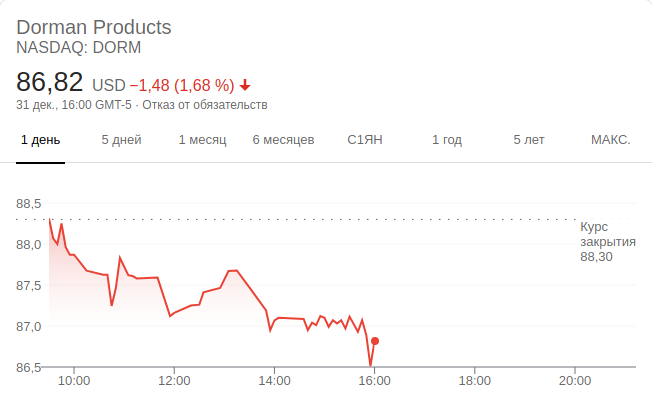 Dorman Products
NASDAQ: DORM
86,82 USD −1,48 (1,68 %)
31 дек., 16:00 GMT-5 · Отказ от обязательств
1 день 5 дней 1 месяц 6 месяцев С1ЯН 1 год 5 лет МАКС.
88,5
Курс
закрытия
88,30
88,0
87,5
87,0
86,5
10:00 12:00 14:00 16:00 18:00 20:00